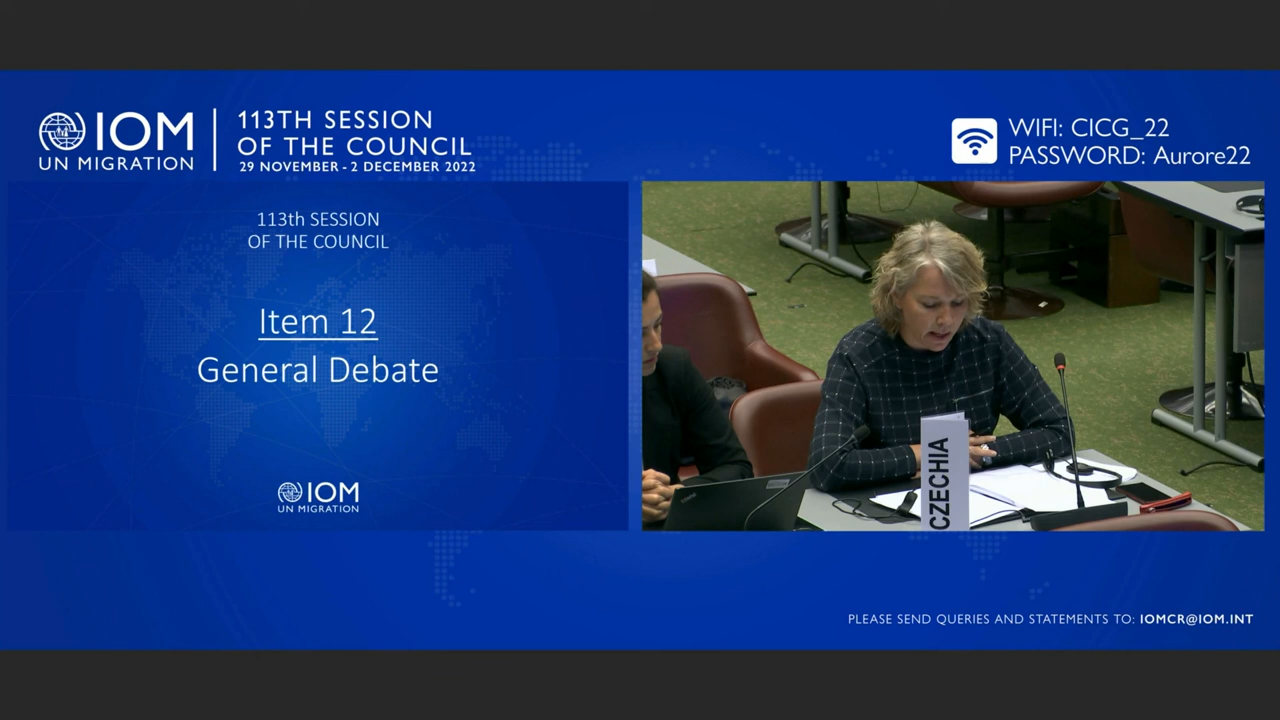 IOM
UN MIGRATION
113TH SESSION
OF THE COUNCIL
29 NOVEMBER - 2 DECEMBER 2022
WIFI: CICG_22
PASSWORD: Aurore22
113th SESSION
OF THE COUNCIL
Item 12
General Debate
IOM
UN MIGRATION
CZECHIA
PLEASE SEND QUERIES AND STATEMENTS TO: IOMCR@IOM.INT